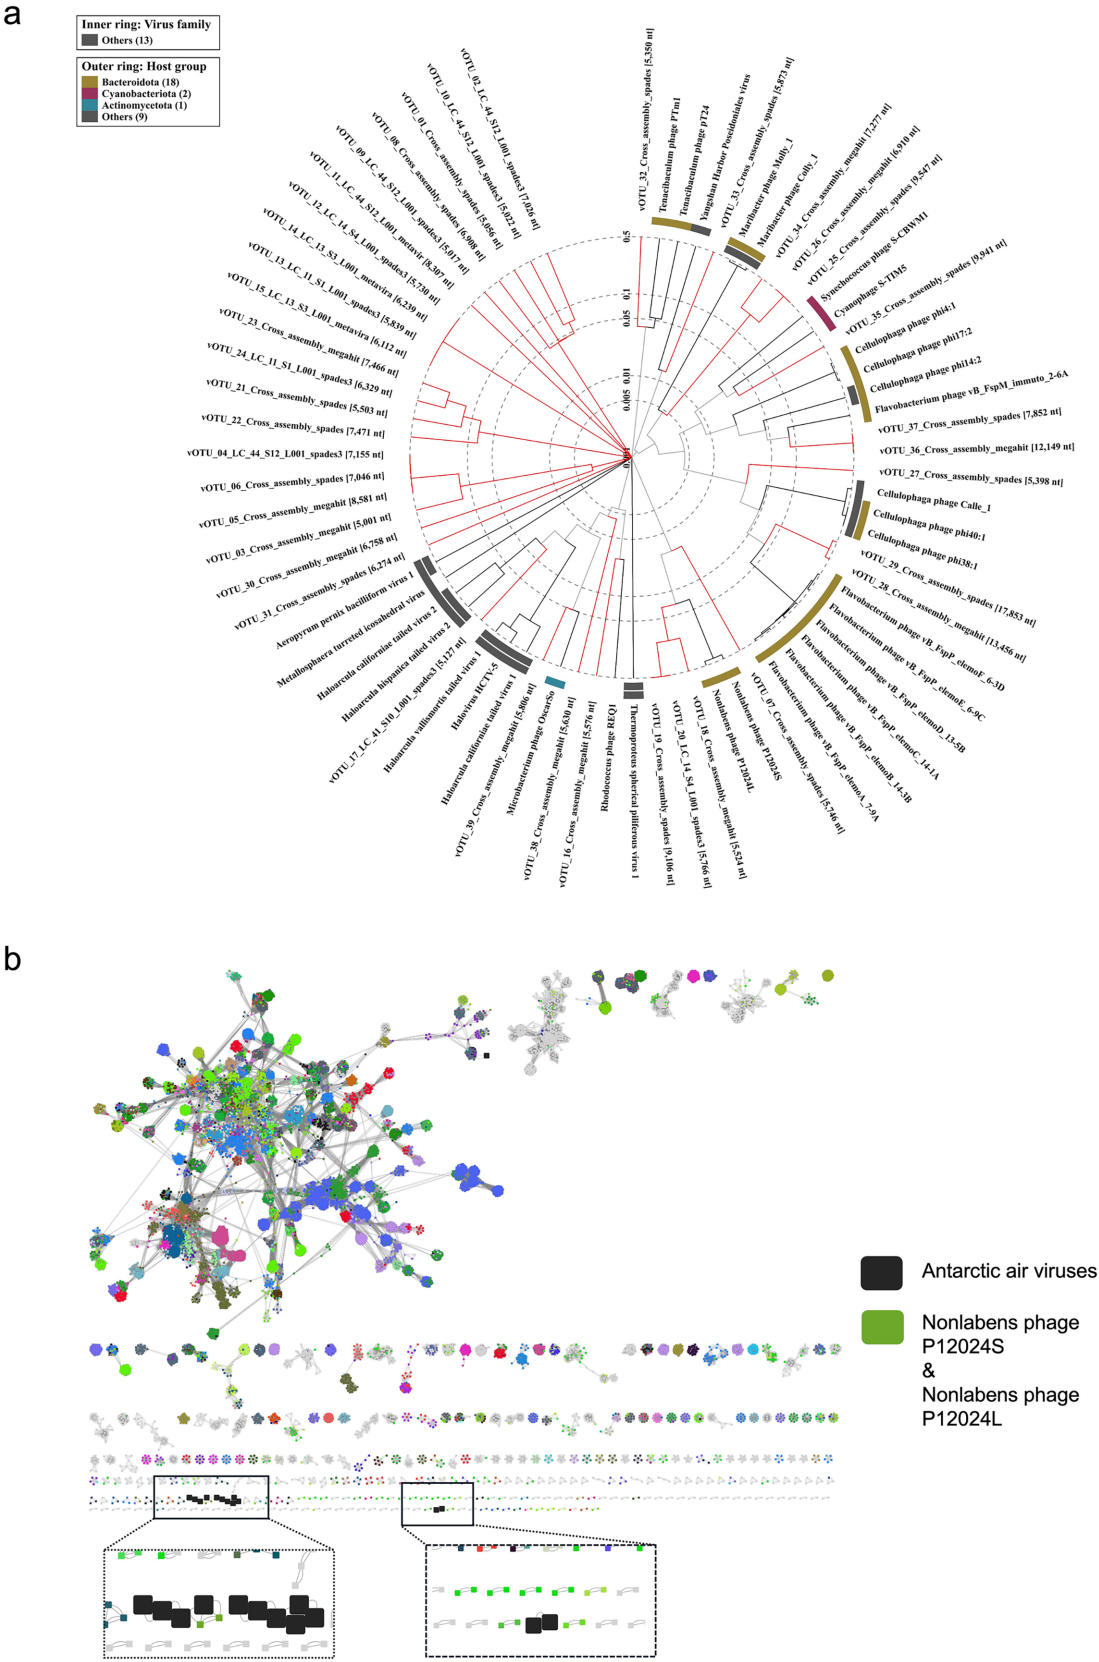 a
Inner ring: Virus family
Others (13)
Outer ring: Host group
Bacteroidota (18)
Cyanobacteriota (2)
Actinomycetota (1)
Others (9)
vOTU_32_Cross_assembly_spades [5,350 nt]
Tenacibaculum phage PTm1
Tenacibaculum phage pT24
Yangshan Harbor Poseidoniales virus
vOTU_33_Cross_assembly_spades [5,873 nt]
Maribacter phage Molly_1
Maribacter phage Colly_1
vOTU_34_Cross_assembly_megahit [7,277 nt]
vOTU_26_Cross_assembly_megahit [6,910 nt]
vOTU_25_Cross_assembly_spades [9,547 nt]
Synechococcus phage S-CBWM1
Cyanophage S-TIM5
vOTU_35_Cross_assembly_spades [9,941 nt]
Cellulophaga phage phi4:1
Cellulophaga phage phi17:2
Cellulophaga phage phi14:2
Flavobacterium phage vB_FspM_immuto_2-6A
vOTU_37_Cross_assembly_spades [7,852 nt]
vOTU_36_Cross_assembly_megahit [12,149 nt]
vOTU_27_Cross_assembly_spades [5,398 nt]
Cellulophaga phage Calle_1
Cellulophaga phage phi40:1
Cellulophaga phage phi38:1
vOTU_29_Cross_assembly_spades [17,853 nt]
vOTU_28_Cross_assembly_megahit [13,456 nt]
Flavobacterium phage vB_FspP_elemoF_6-3D
Flavobacterium phage vB_FspP_elemoE_6-9C
Flavobacterium phage vB_FspP_elemoD_13-5B
Flavobacterium phage vB_FspP_elemoC_14-1A
Flavobacterium phage vB_FspP_elemoB_14-3B
Flavobacterium phage vB_FspP_elemoA_7-9A
vOTU_07_Cross_assembly_spades [5,746 nt]
Nonlabens phage P12024S
Nonlabens phage P12024L
vOTU_18_Cross_assembly_megahit [5,524 nt]
vOTU_20_LC_14_S4_L001_spades3 [5,766 nt]
vOTU_19_Cross_assembly_spades [9,106 nt]
Thermoproteus spherical piliferous virus 1
Rhodococcus phage REQ1
vOTU_16_Cross_assembly_megahit [5,576 nt]
vOTU_38_Cross_assembly_megahit [5,630 nt]
Microbacterium phage OscarSo
vOTU_39_Cross_assembly_megahit [5,806 nt]
Haloarcula californiae tailed virus 1
Halovirus HCTV-5
Haloarcula vallismortis tailed virus 1
vOTU_17_LC_41_S10_L001_spades3 [5,127 nt]
Haloarcula hispanica tailed virus 2
Haloarcula californiae tailed virus 2
Metallosphaera turreted icosahedral virus
Aeropyrum pernix bacilliform virus 1
vOTU_31_Cross_assembly_spades [6,274 nt]
vOTU_30_Cross_assembly_megahit [6,758 nt]
vOTU_03_Cross_assembly_megahit [5,001 nt]
vOTU_05_Cross_assembly_megahit [8,581 nt]
vOTU_06_Cross_assembly_spades [7,046 nt]
vOTU_04_LC_44_S12_L001_spades3 [7,155 nt]
vOTU_22_Cross_assembly_spades [7,471 nt]
vOTU_21_Cross_assembly_spades [5,503 nt]
vOTU_24_LC_11_S1_L001_spades3 [6,329 nt]
vOTU_23_Cross_assembly_megahit [7,466 nt]
vOTU_15_LC_13_S3_L001_metavira [6,112 nt]
vOTU_13_LC_11_S1_L001_spades3 [5,839 nt]
vOTU_14_LC_13_S3_L001_metavira [6,239 nt]
vOTU_12_LC_14_S4_L001_spades3 [5,730 nt]
vOTU_11_LC_44_S12_L001_metavir [8,307 nt]
vOTU_09_LC_44_S12_L001_spades3 [5,017 nt]
vOTU_08_Cross_assembly_spades [6,908 nt]
vOTU_01_Cross_assembly_spades [5,056 nt]
vOTU_10_LC_44_S12_L001_spades3 [5,022 nt]
vOTU_02_LC_44_S12_L001_spades3 [7,026 nt]
0.5
0.1
0.05
0.01
0.005
0.001
b
Antarctic air viruses
Nonlabens phage
P12024S
&
Nonlabens phage
P12024L